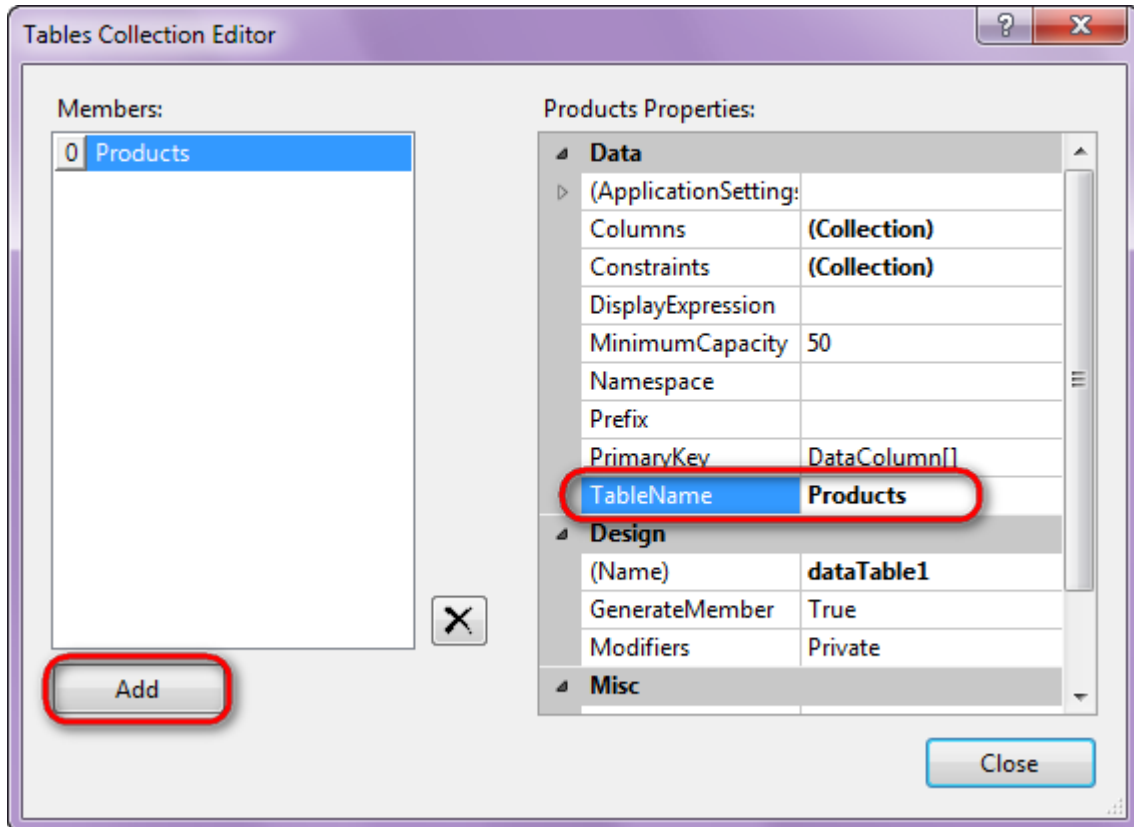 Tables Collection Editor
?
Members:
Products Properties:
0 Products
Data
(ApplicationSettings
Columns (Collection)
Constraints (Collection)
DisplayExpression
MinimumCapacity 50
Namespace
Prefix
PrimaryKey DataColumn[]
TableName Products
Design
(Name) dataTable1
GenerateMember True
Modifiers Private
Misc
Add
Close